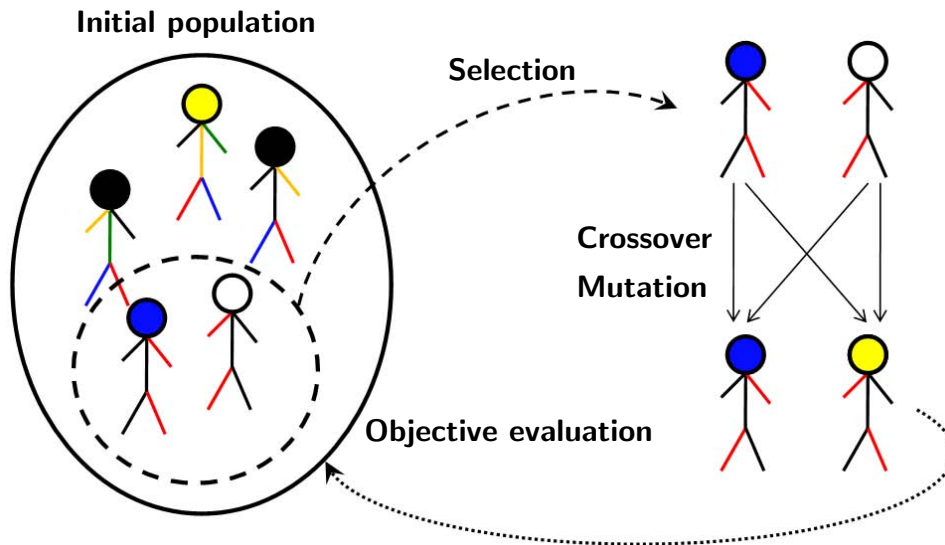 Initial population
Selection
Crossover
Mutation
Objective evaluation